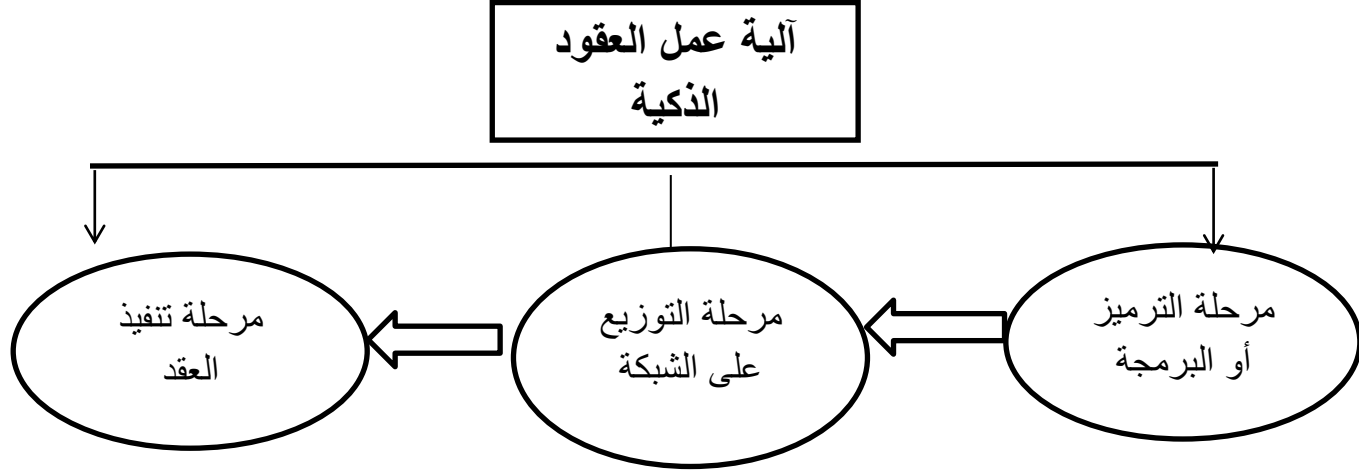 آلية عمل العقود
الذكية
مرحلة الترميز
أو البرمجة
مرحلة التوزيع
على الشبكة
مرحلة تنفيذ
العقد